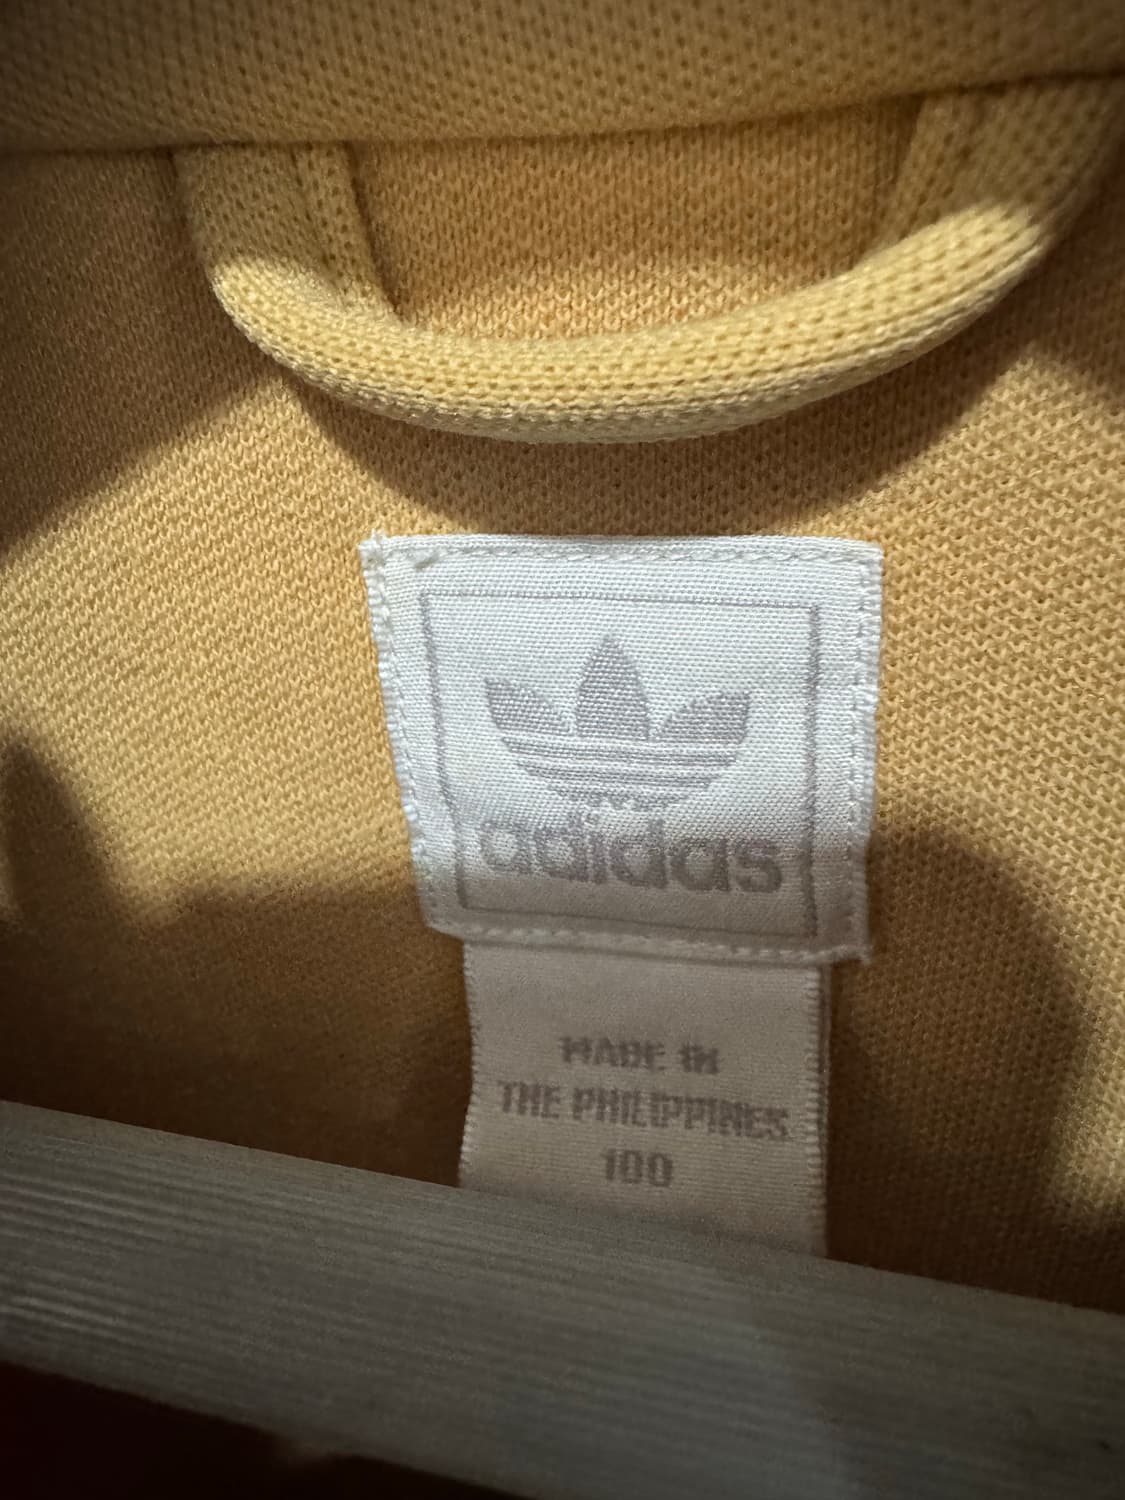 adidas
MADE IN
THE PHILIPPINES
100